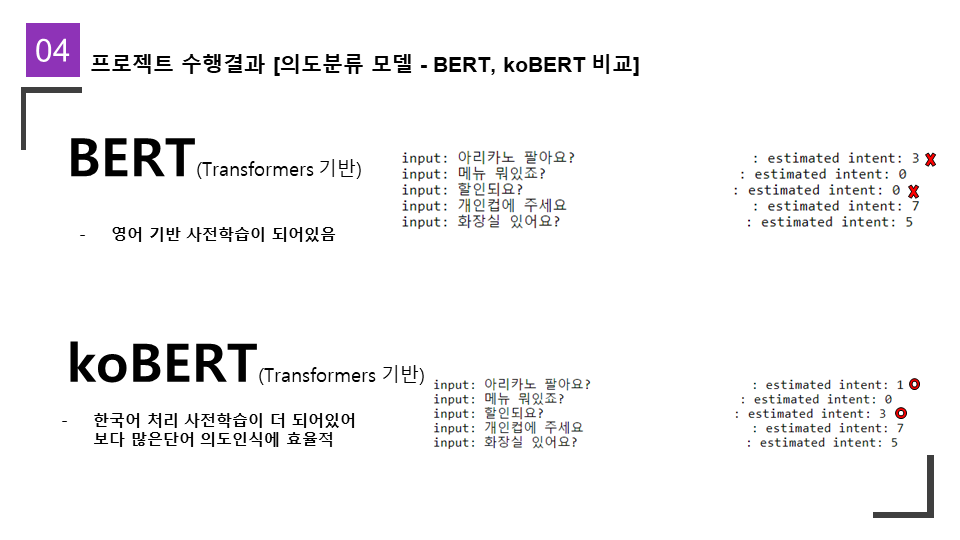 04
프로젝트 수행결과 [의도분류 모델 - BERT, koBERT 비교]
BERT(Transformers 기반)
- 영어 기반 사전학습이 되어있음
input: 아리카노 팔아요? : estimated intent: 3 X
input: 메뉴 뭐있죠? : estimated intent: 0
input: 할인되요? : estimated intent: 0 X
input: 개인컵에 주세요 : estimated intent: 7
input: 화장실 있어요? : estimated intent: 5
koBERT(Transformers 기반)
- 한국어 처리 사전학습이 더 되어있어
보다 많은단어 의도인식에 효율적
input: 아리카노 팔아요? : estimated intent: 1 O
input: 메뉴 뭐있죠? : estimated intent: 0
input: 할인되요? : estimated intent: 3 O
input: 개인컵에 주세요 : estimated intent: 7
input: 화장실 있어요? : estimated intent: 5